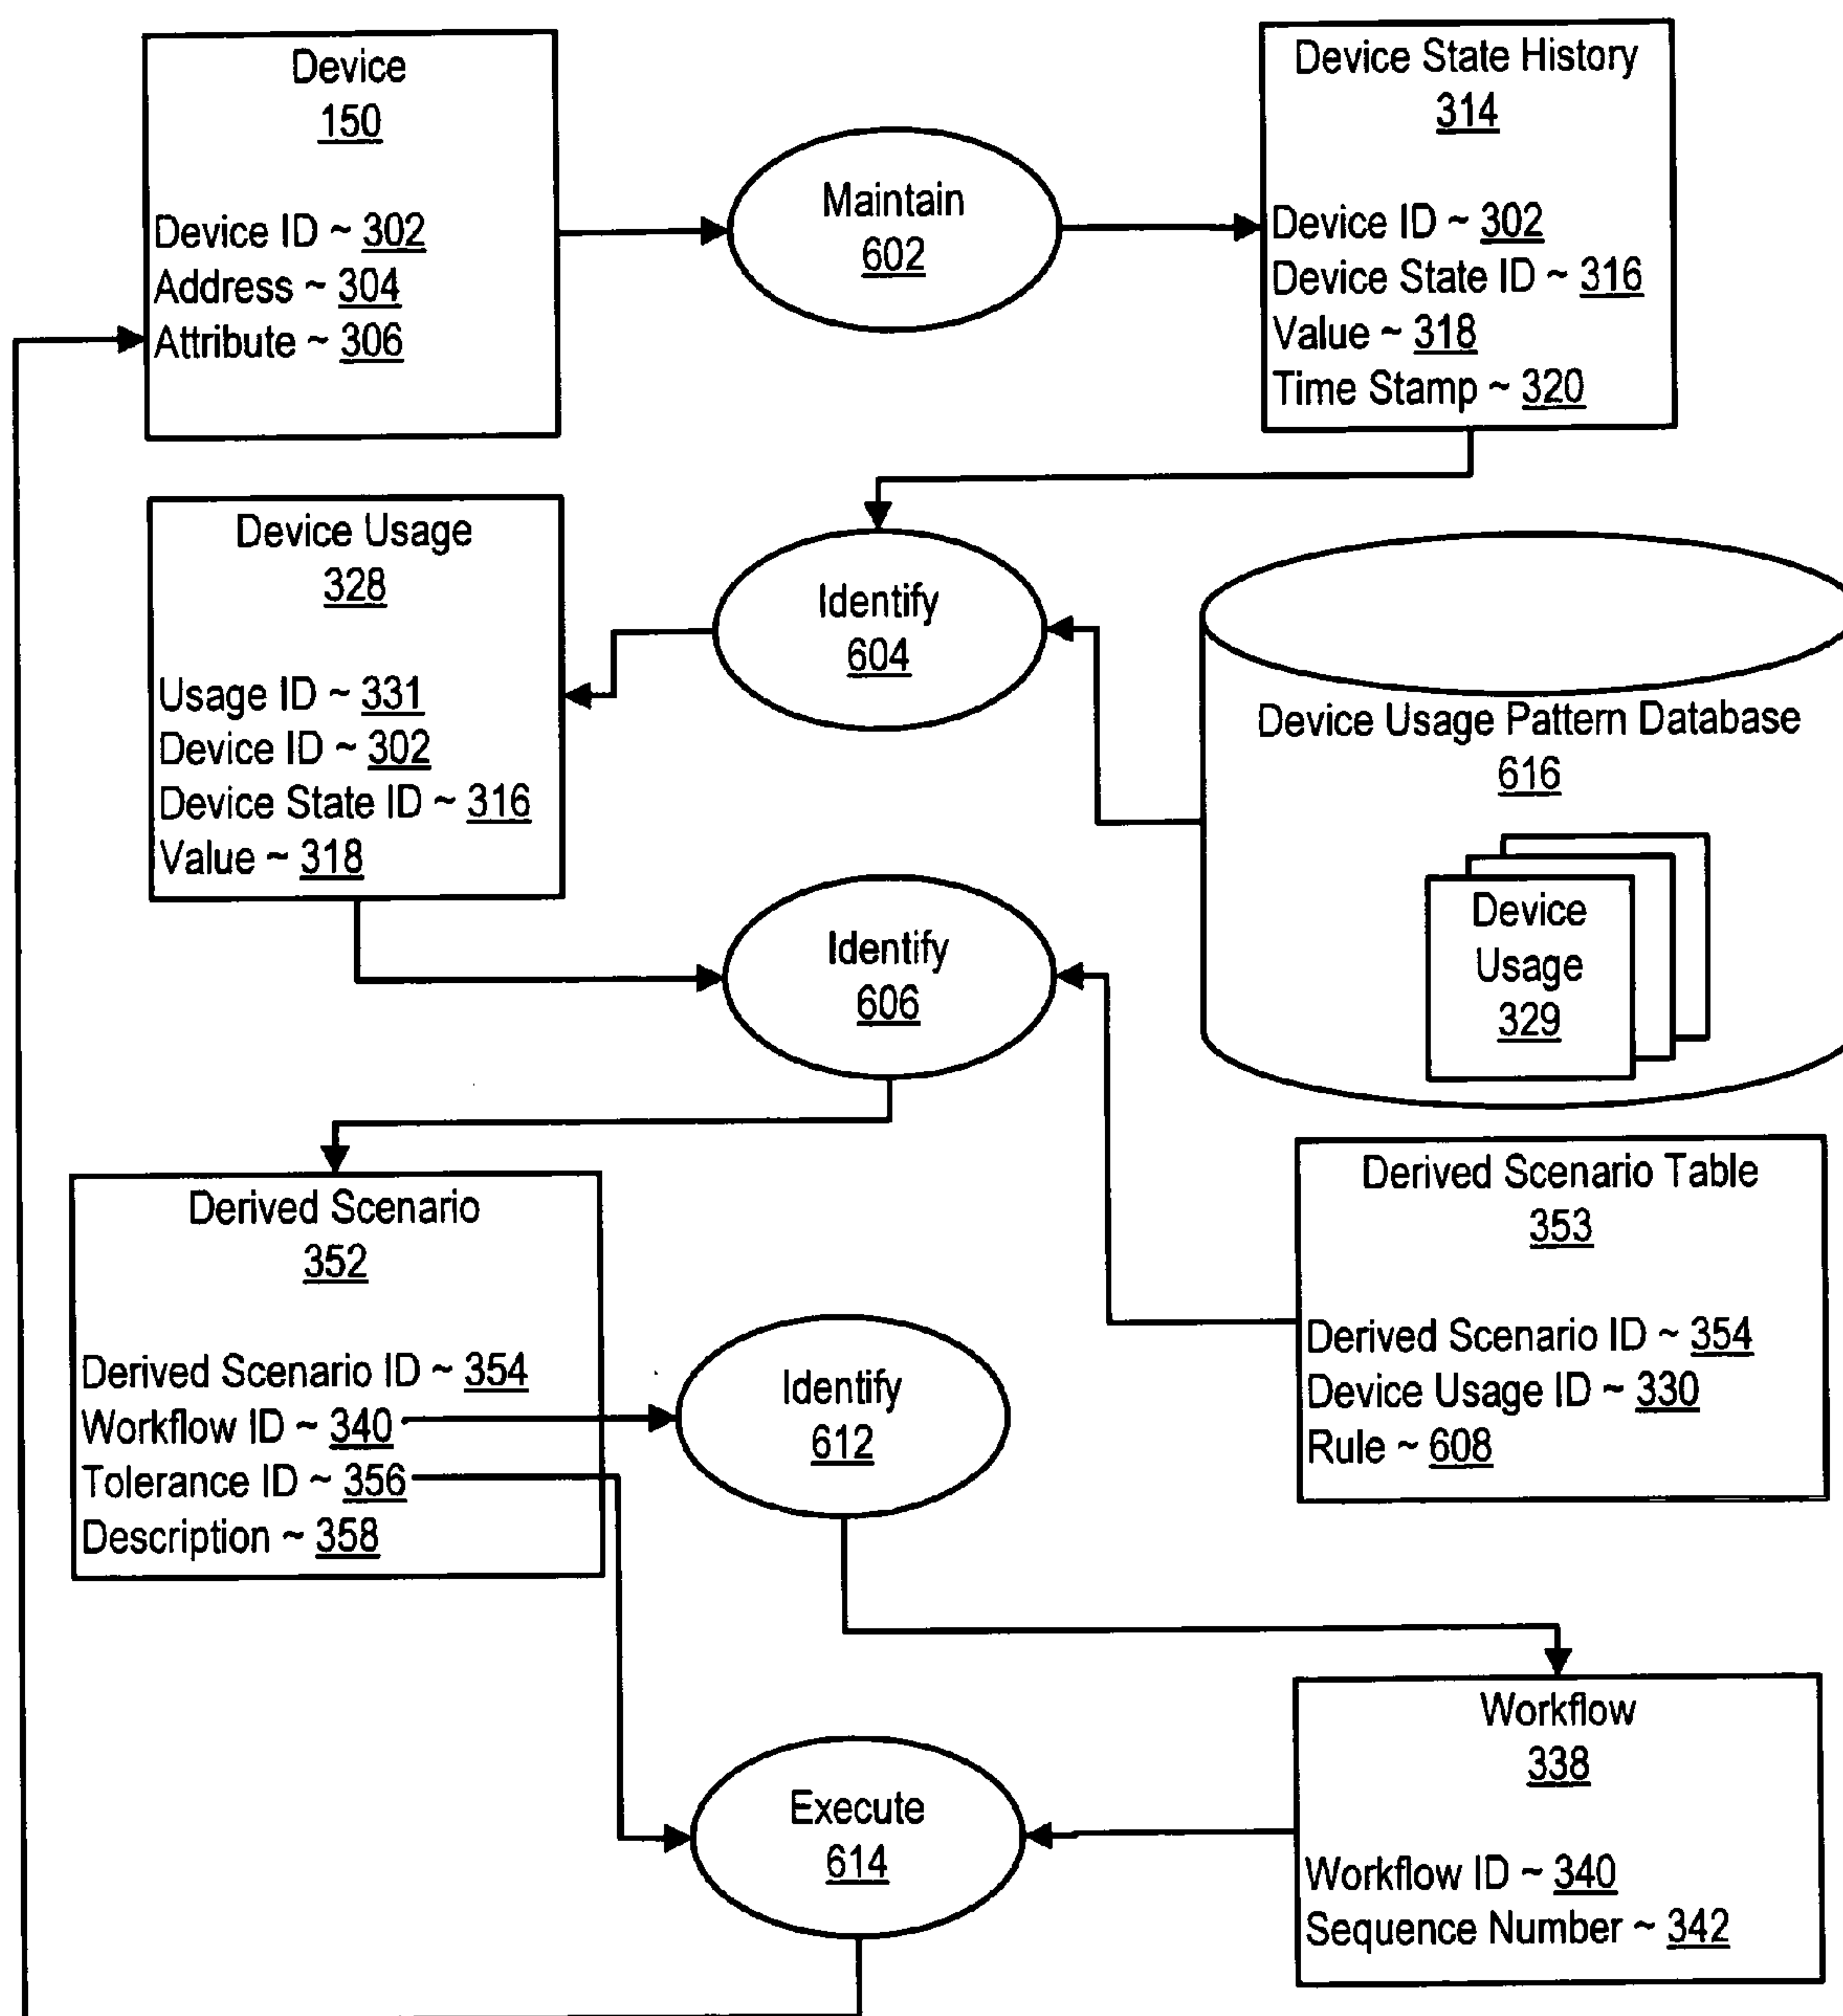 Device
150
Device ID ~ 302
Address ~ 304
Attribute ~ 306
Maintain
602
Device State History
314
Device ID ~ 302
Device State ID ~ 316
Value ~ 318
Time Stamp ~ 320
Device Usage
328
Usage ID ~ 331
Device ID ~ 302
Device State ID ~ 316
Value ~ 318
Identify
604
Device Usage Pattern Database
616
Device
Usage
329
Identify
606
Derived Scenario
352
Derived Scenario ID ~ 354
Workflow ID ~ 340
Tolerance ID ~ 356
Description ~ 358
Identify
612
Derived Scenario Table
353
Derived Scenario ID ~ 354
Device Usage ID ~ 330
Rule ~ 608
Execute
614
Workflow
338
Workflow ID ~ 340
Sequence Number ~ 342